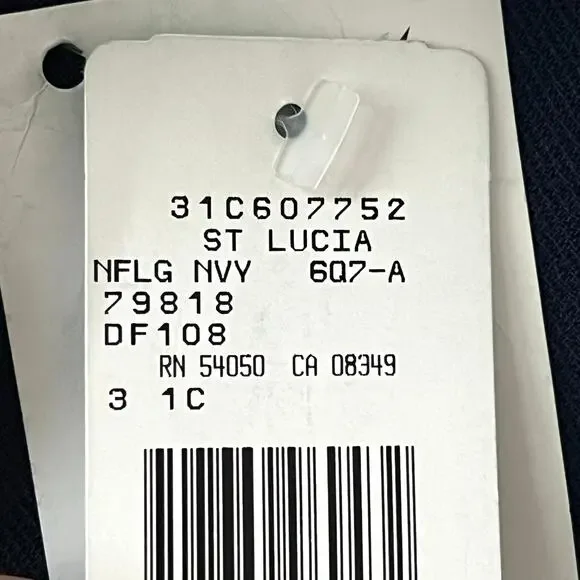 31C607752
ST LUCIA
NFLG NVY 6Q7-A
79818
DF108
RN 54050 CA 08349
3 1C